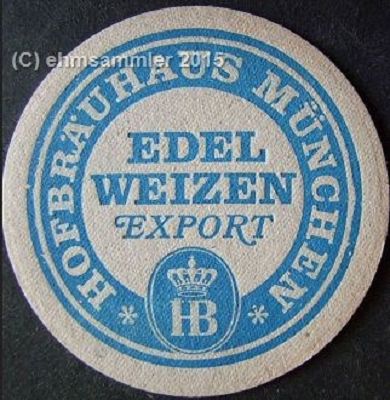 (C) ehmsammler 2015
HOFBRÄUHAUS MÜNCHEN
EDEL
WEIZEN
EXPORT
HB